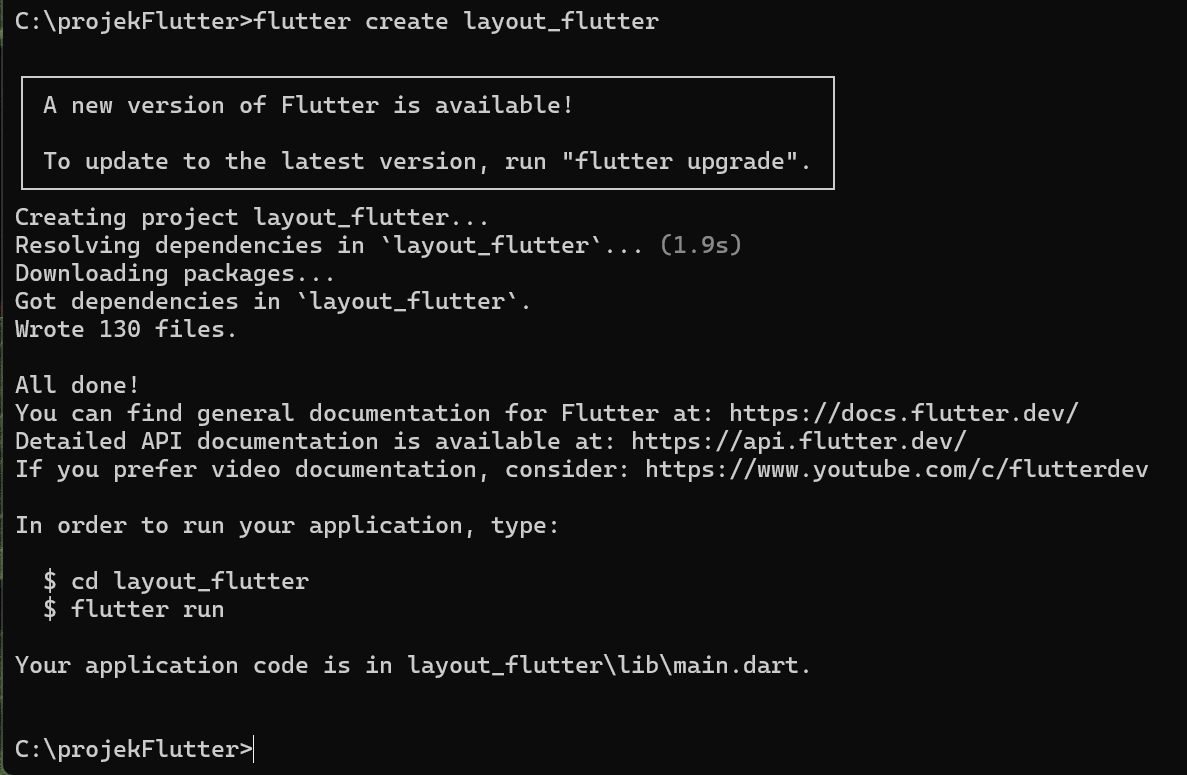 C:\projekFlutter>flutter create layout_flutter
A new version of Flutter is available!
To update to the latest version, run "flutter upgrade".
Creating project layout_flutter...
Resolving dependencies in `layout_flutter`... (1.9s)
Downloading packages...
Got dependencies in `layout_flutter`.
Wrote 130 files.
All done!
You can find general documentation for Flutter at: https://docs.flutter.dev/
Detailed API documentation is available at: https://api.flutter.dev/
If you prefer video documentation, consider: https://www.youtube.com/c/flutterdev
In order to run your application, type:
$ cd layout_flutter
$ flutter run
Your application code is in layout_flutter\lib\main.dart.
C:\projekFlutter>